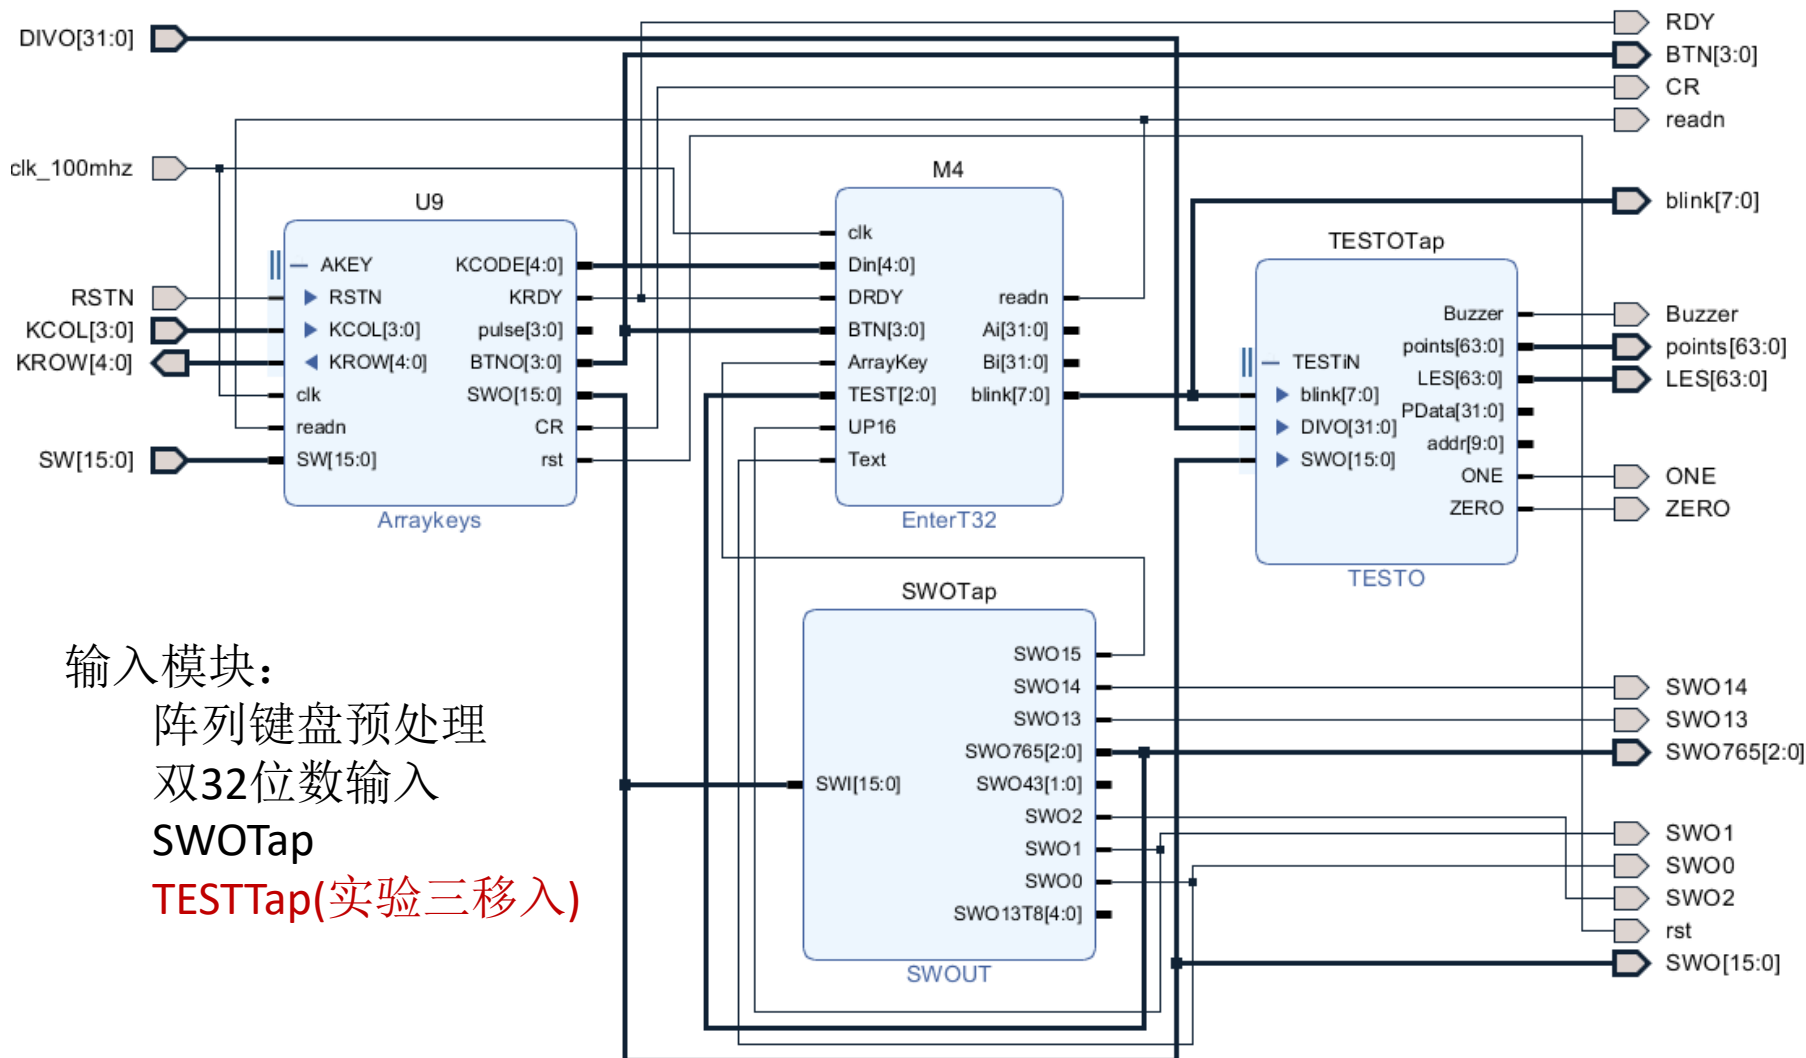 DIVO[31:0]
clk_100mhz
RSTN
KCOL[3:0]
KROW[4:0]
SW[15:0]
U9
AKEY
RSTN
KCOL[3:0]
KROW[4:0]
clk
readn
SW[15:0]
KCODE[4:0]
KRDY
pulse[3:0]
BTNO[3:0]
SWO[15:0]
CR
rst
Arraykeys
M4
clk
Din[4:0]
DRDY
BTN[3:0]
ArrayKey
TEST[2:0]
UP16
Text
readn
Ai[31:0]
Bi[31:0]
blink[7:0]
EnterT32
TESTOTap
TESTiN
blink[7:0]
DIVO[31:0]
SWO[15:0]
Buzzer
points[63:0]
LES[63:0]
PData[31:0]
addr[9:0]
ONE
ZERO
TESTO
SWOTap
SWI[15:0]
SWO15
SWO14
SWO13
SWO765[2:0]
SWO43[1:0]
SWO2
SWO1
SWO0
SWO13T8[4:0]
SWOUT
RDY
BTN[3:0]
CR
readn
blink[7:0]
Buzzer
points[63:0]
LES[63:0]
ONE
ZERO
SWO14
SWO13
SWO765[2:0]
SWO1
SWO0
SWO2
rst
SWO[15:0]
输入模块：
阵列键盘预处理
双32位数输入
SWOTap
TESTTap(实验三移入)